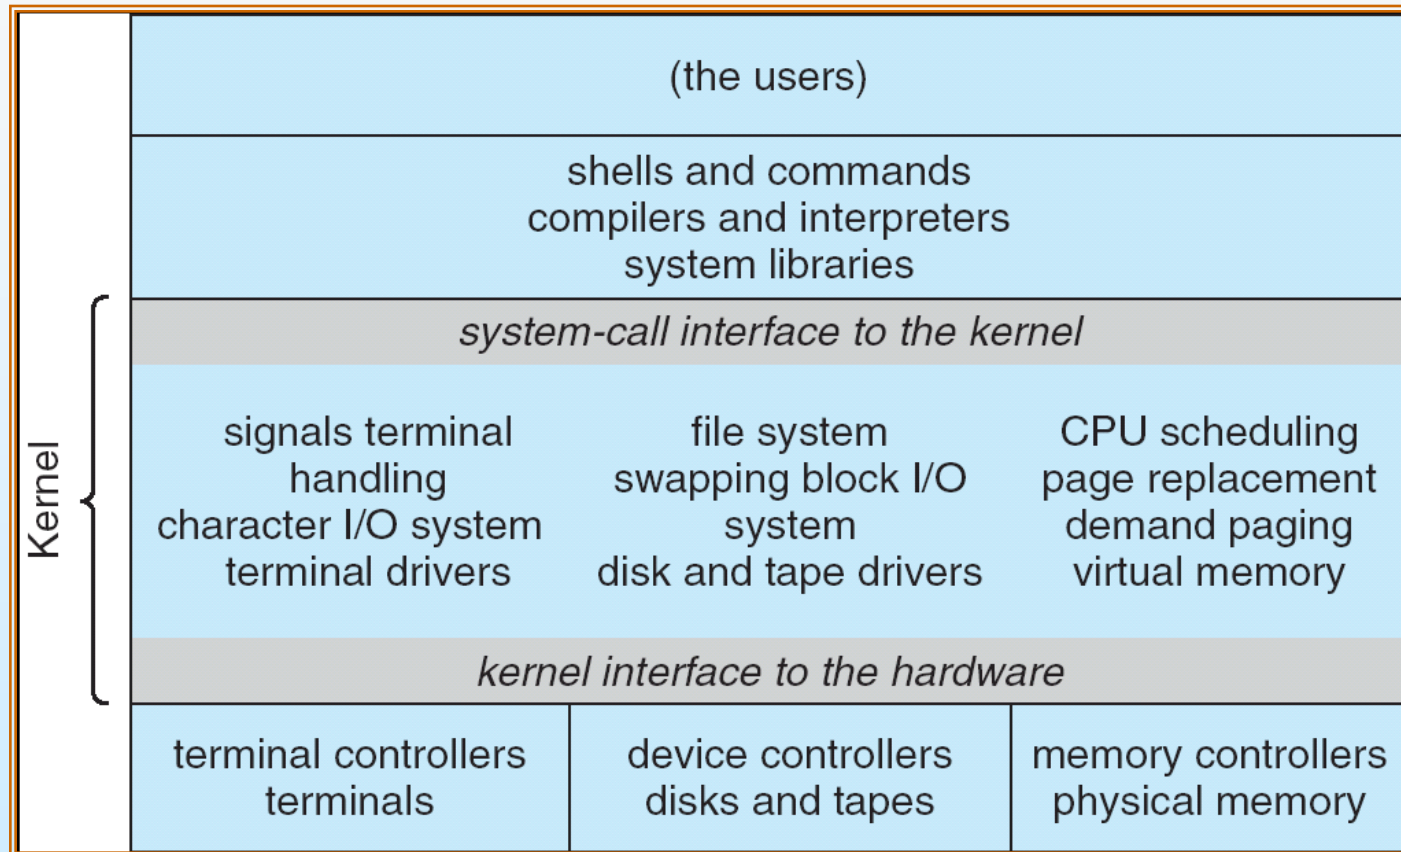 (the users)
shells and commands
compilers and interpreters
system libraries
Kernel
system-call interface to the kernel
signals terminal
handling
character I/O system
terminal drivers
file system
swapping block I/O
system
disk and tape drivers
CPU scheduling
page replacement
demand paging
virtual memory
kernel interface to the hardware
terminal controllers
terminals
device controllers
disks and tapes
memory controllers
physical memory